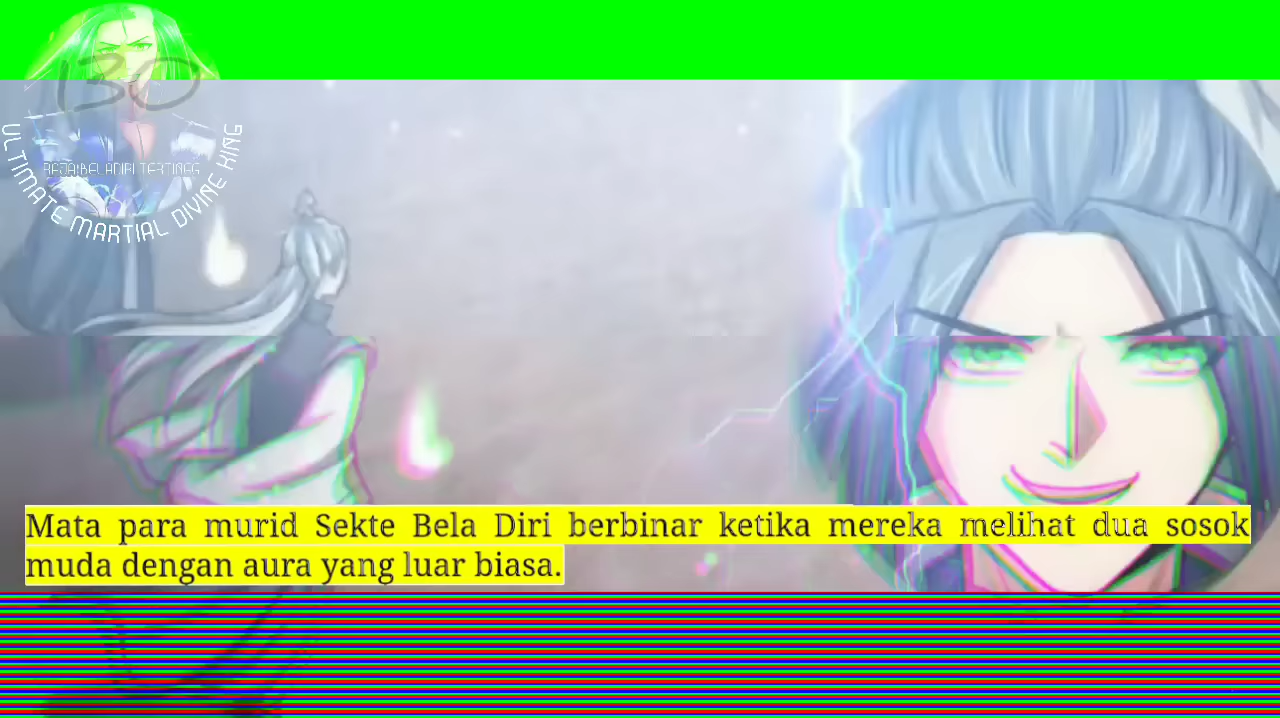 130
ULTIMATE MARTIAL DIVINE KING
Mata para murid Sekte Bela Diri berbinar ketika mereka melihat dua sosok
muda dengan aura yang luar biasa.